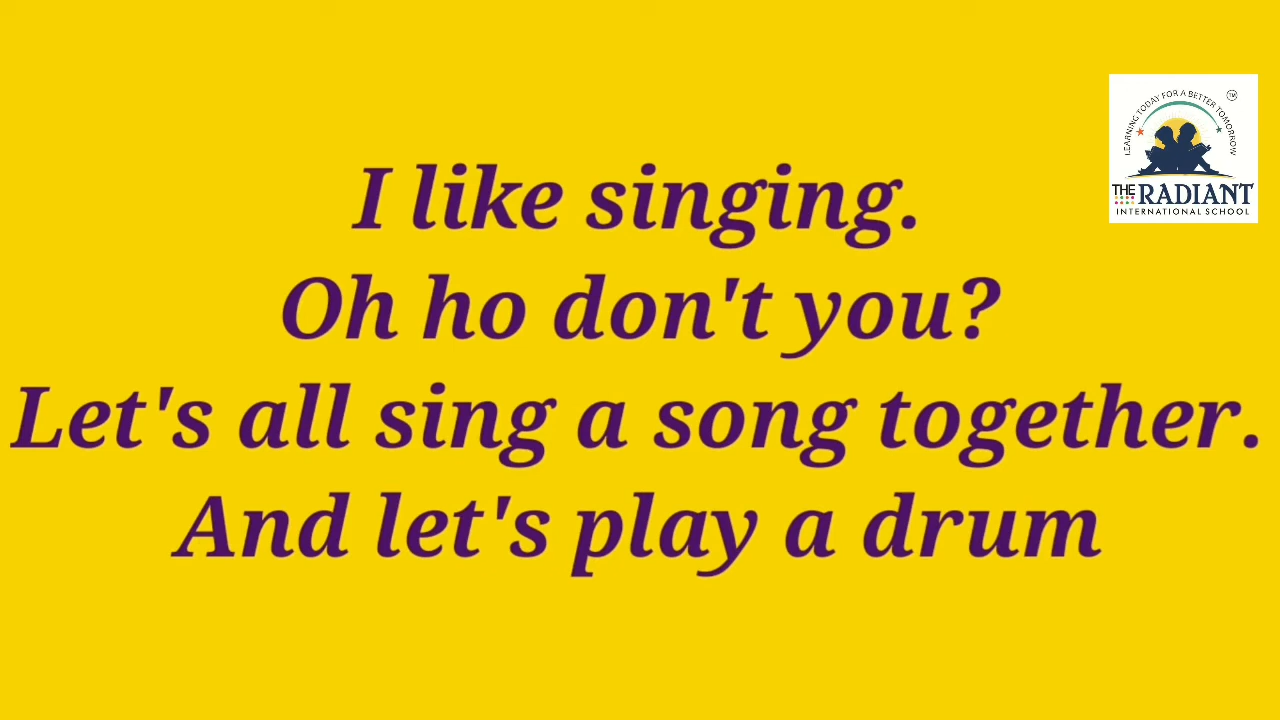 LEARNING TODAY FOR A BETTER TOMORROW
TM
THE RADIANT
INTERNATIONAL SCHOOL
I like singing.
Oh ho don't you?
Let's all sing a song together.
And let's play a drum